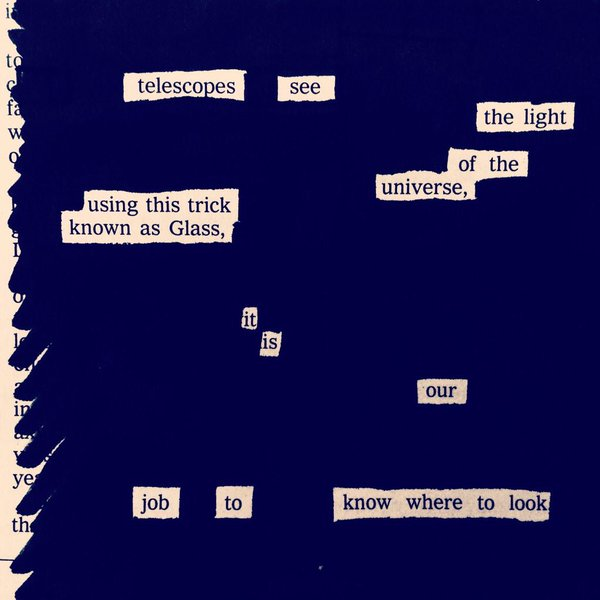 telescopes see
the light
of the
universe,
using this trick
known as Glass,
it
is
our
job to know where to look